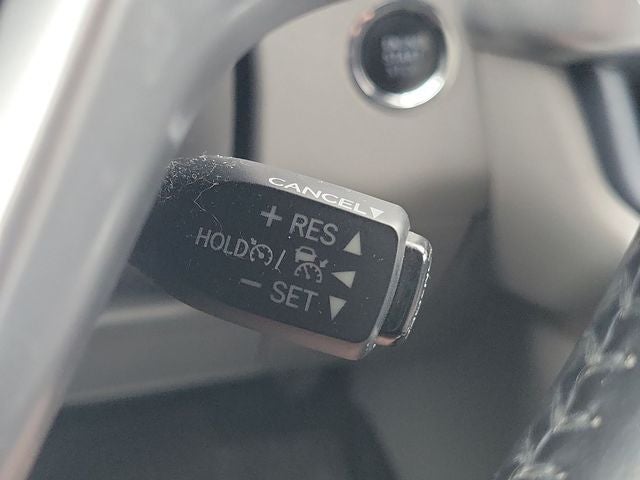 CANCEL
+ RES
HOLD /
− SET